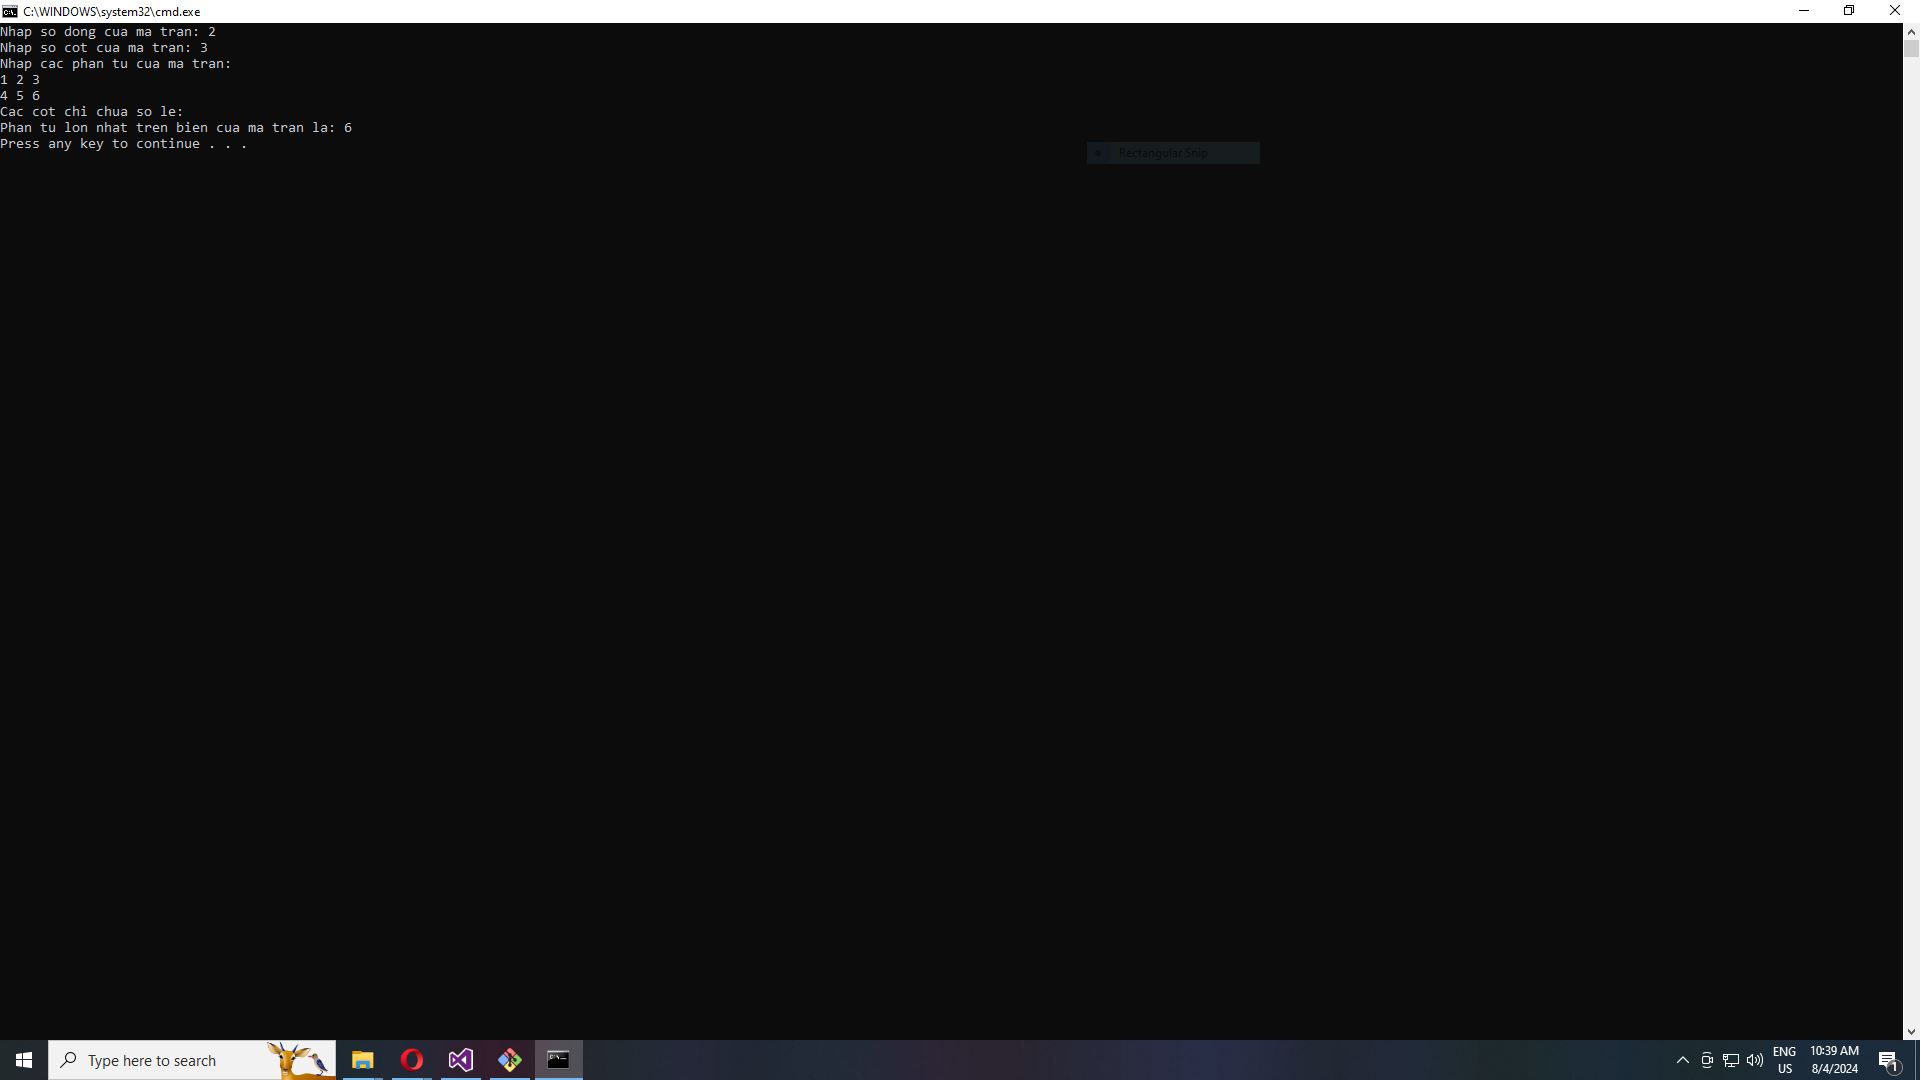 C:\WINDOWS\system32\cmd.exe
Nhap so dong cua ma tran: 2
Nhap so cot cua ma tran: 3
Nhap cac phan tu cua ma tran:
1 2 3
4 5 6
Cac cot chi chua so le:
Phan tu lon nhat tren bien cua ma tran la: 6
Press any key to continue . . .
Rectangular Snip
Type here to search
ENG
US
10:39 AM
8/4/2024
1